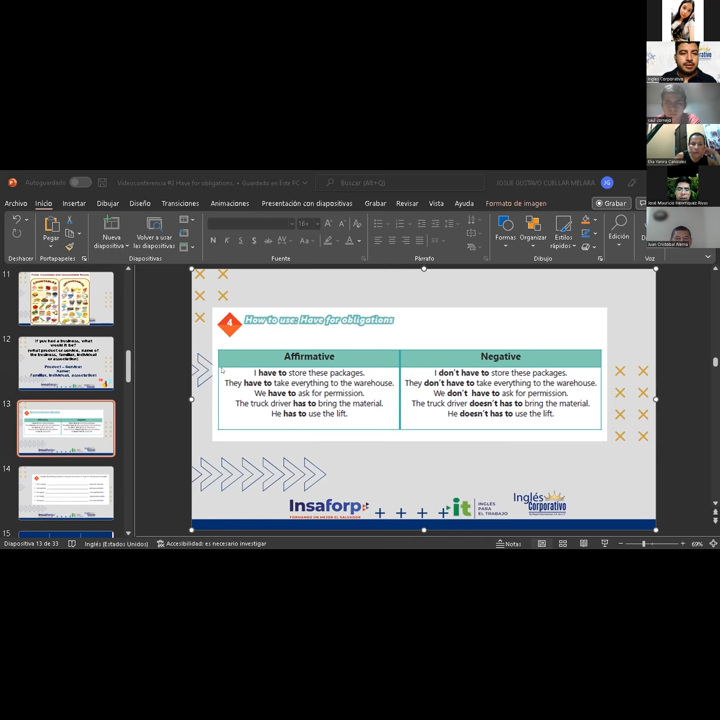 Inglés Corporativo
saul cornejo
Elia Yanira Canizales
José Mauricio Henríquez Rivas
Juan Cristobal Alema
Autoguardado
Videoconferencia #3 Have for obligations. • Guardado en Este PC
Buscar (Alt+Q)
JOSUE GUSTAVO CUELLAR MELARA
JG
Archivo Inicio Insertar Dibujar Diseño Transiciones Animaciones Presentación con diapositivas Grabar Revisar Vista Ayuda Formato de imagen
Grabar
Pegar
Nueva diapositiva
Volver a usar las diapositivas
18+
N K S
Aa
Formas Organizar Estilos rápidos
Edición
Deshacer Portapapeles Diapositivas Fuente Párrafo Dibujo Voz
11
12
If you had a business, what would it be?
13
14
15
4
How to use: Have for obligations
Affirmative Negative
I have to store these packages. I don't have to store these packages.
They have to take everything to the warehouse. They don't have to take everything to the warehouse.
We have to ask for permission. We don't have to ask for permission.
The truck driver has to bring the material. The truck driver doesn't has to bring the material.
He has to use the lift. He doesn't has to use the lift.
Insaforp
FORMANDO UN MEJOR EL SALVADOR
it INGLÉS PARA EL TRABAJO
Inglés Corporativo
Diapositiva 13 de 33
Inglés (Estados Unidos)
Accesibilidad: es necesario investigar
Notas
69%